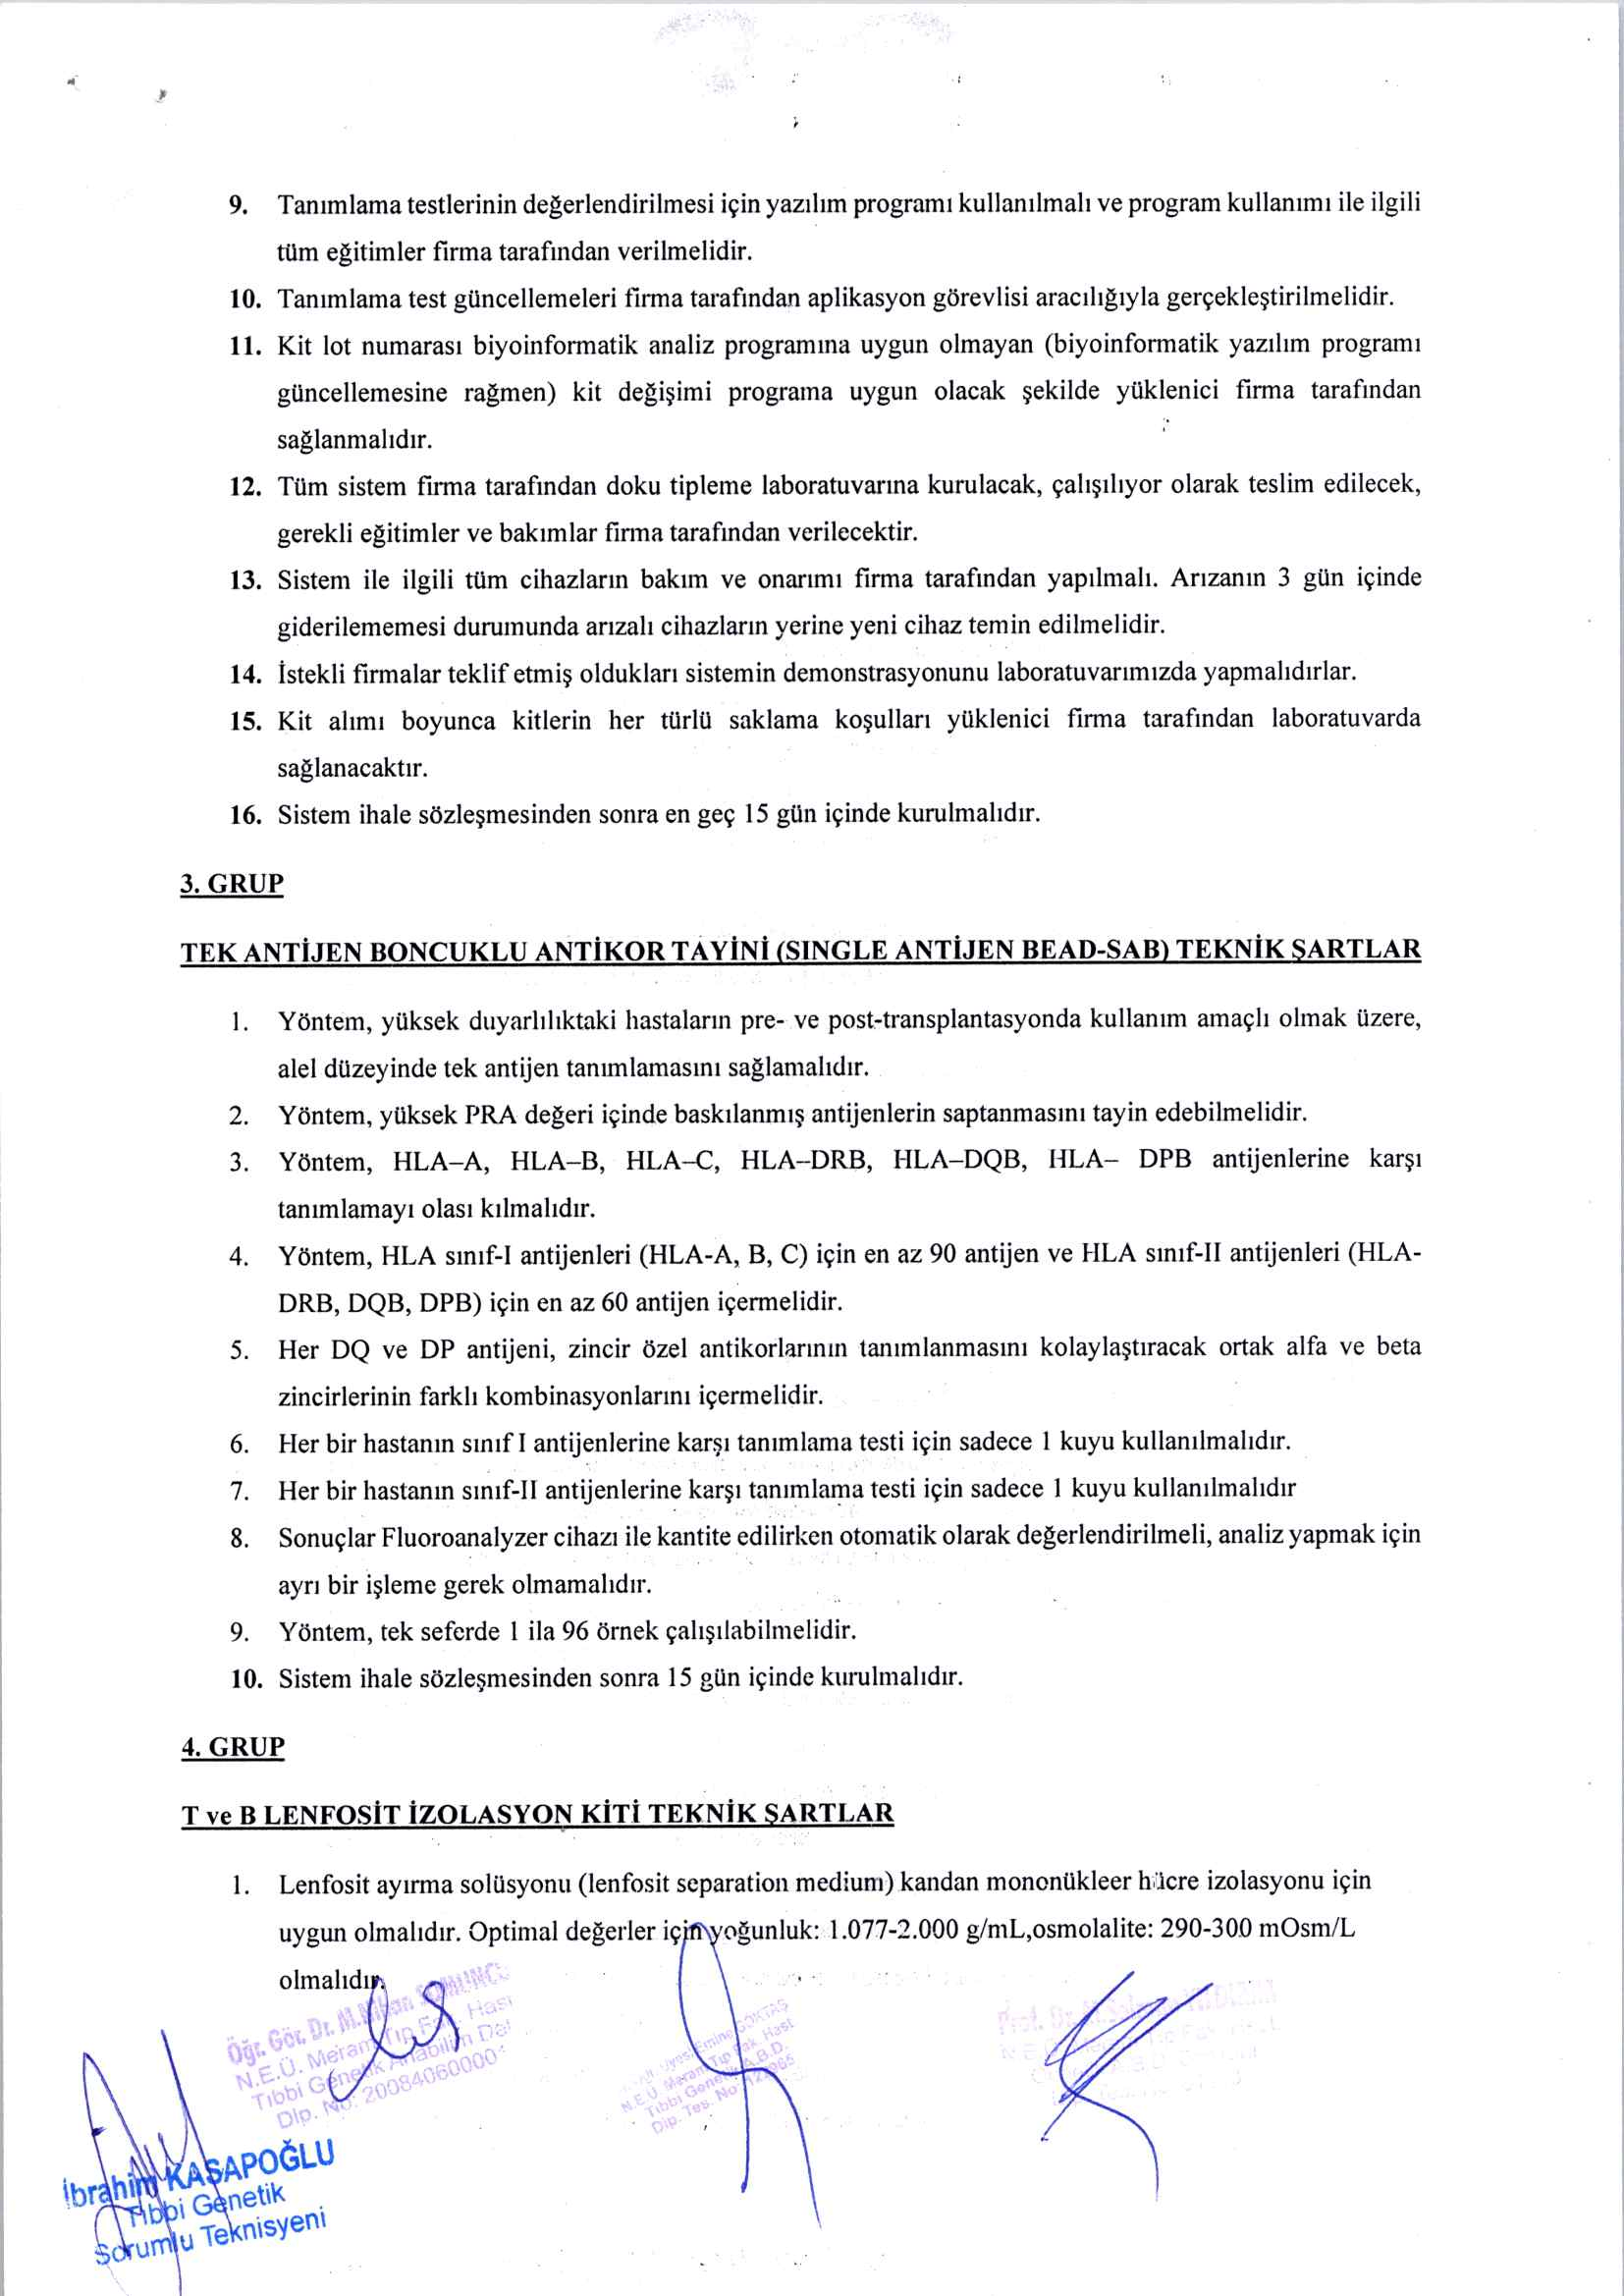 9. Tanımlama testlerinin değerlendirilmesi için yazılım programı kullanılmalı ve program kullanımı ile ilgili
tüm eğitimler firma tarafından verilmelidir.
10. Tanımlama test güncellemeleri firma tarafından aplikasyon görevlisi aracılığıyla gerçekleştirilmelidir.
11. Kit lot numarası biyoinformatik analiz programına uygun olmayan (biyoinformatik yazılım programı
güncellemesine rağmen) kit değişimi programa uygun olacak şekilde yüklenici firma tarafından
sağlanmalıdır.
12. Tüm sistem firma tarafından doku tipleme laboratuvarına kurulacak, çalışılıyor olarak teslim edilecek,
gerekli eğitimler ve bakımlar firma tarafından verilecektir.
13. Sistem ile ilgili tüm cihazların bakım ve onarımı firma tarafından yapılmalı. Arızanın 3 gün içinde
giderilememesi durumunda arızalı cihazların yerine yeni cihaz temin edilmelidir.
14. İstekli firmalar teklif etmiş oldukları sistemin demonstrasyonunu laboratuvarımızda yapmalıdırlar.
15. Kit alımı boyunca kitlerin her türlü saklama koşulları yüklenici firma tarafından laboratuvarda
sağlanacaktır.
16. Sistem ihale sözleşmesinden sonra en geç 15 gün içinde kurulmalıdır.
3. GRUP
TEK ANTİJEN BONCUKLU ANTİKOR TAYİNİ (SINGLE ANTİJEN BEAD-SAB) TEKNİK ŞARTLAR
1. Yöntem, yüksek duyarlılıktaki hastaların pre- ve post-transplantasyonda kullanım amaçlı olmak üzere,
alel düzeyinde tek antijen tanımlamasını sağlamalıdır.
2. Yöntem, yüksek PRA değeri içinde baskılanmış antijenlerin saptanmasını tayin edebilmelidir.
3. Yöntem, HLA–A, HLA–B, HLA–C, HLA–DRB, HLA–DQB, HLA– DPB antijenlerine karşı
tanımlamayı olası kılmalıdır.
4. Yöntem, HLA sınıf-I antijenleri (HLA-A, B, C) için en az 90 antijen ve HLA sınıf-II antijenleri (HLA-
DRB, DQB, DPB) için en az 60 antijen içermelidir.
5. Her DQ ve DP antijeni, zincir özel antikorlarının tanımlanmasını kolaylaştıracak ortak alfa ve beta
zincirlerinin farklı kombinasyonlarını içermelidir.
6. Her bir hastanın sınıf I antijenlerine karşı tanımlama testi için sadece 1 kuyu kullanılmalıdır.
7. Her bir hastanın sınıf-II antijenlerine karşı tanımlama testi için sadece 1 kuyu kullanılmalıdır
8. Sonuçlar Fluoroanalyzer cihazı ile kantite edilirken otomatik olarak değerlendirilmeli, analiz yapmak için
ayrı bir işleme gerek olmamalıdır.
9. Yöntem, tek seferde 1 ila 96 örnek çalışılabilmelidir.
10. Sistem ihale sözleşmesinden sonra 15 gün içinde kurulmalıdır.
4. GRUP
T ve B LENFOSİT İZOLASYON KİTİ TEKNİK ŞARTLAR
1. Lenfosit ayırma solüsyonu (lenfosit separation medium) kandan mononükleer hücre izolasyonu için
uygun olmalıdır. Optimal değerler için yoğunluk: 1.077-2.000 g/mL,osmolalite: 290-300 mOsm/L
olmalıdır.
Öğr. Gör. Dr.
N.E.Ü. Meram Tıp Fak. Hast
Tıbbi Genetik Anabilim Dal
Dip. No: 20084060000
Emine GÖKTAŞ
N.E.Ü. Meram Tıp Fak. Hast
Tıbbi Genetik A.B.D.
Dip. Tes. No
Prof. Dr.
İbrahim KASAPOĞLU
Tıbbi Genetik
Sorumlu Teknisyeni